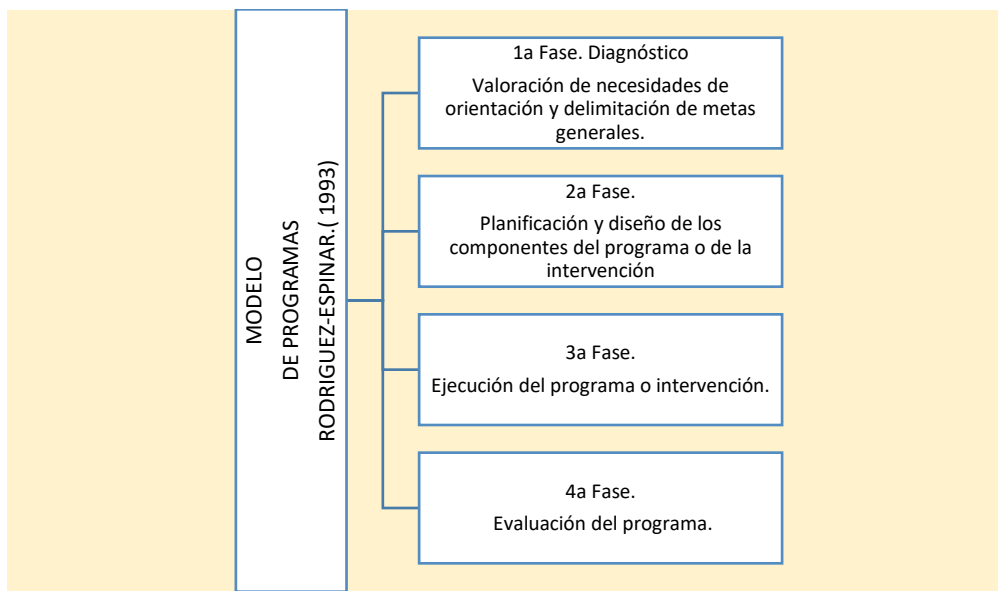 MODELO
DE PROGRAMAS
RODRIGUEZ-ESPINAR.( 1993)
1a Fase. Diagnóstico
Valoración de necesidades de
orientación y delimitación de metas
generales.
2a Fase.
Planificación y diseño de los
componentes del programa o de la
intervención
3a Fase.
Ejecución del programa o intervención.
4a Fase.
Evaluación del programa.